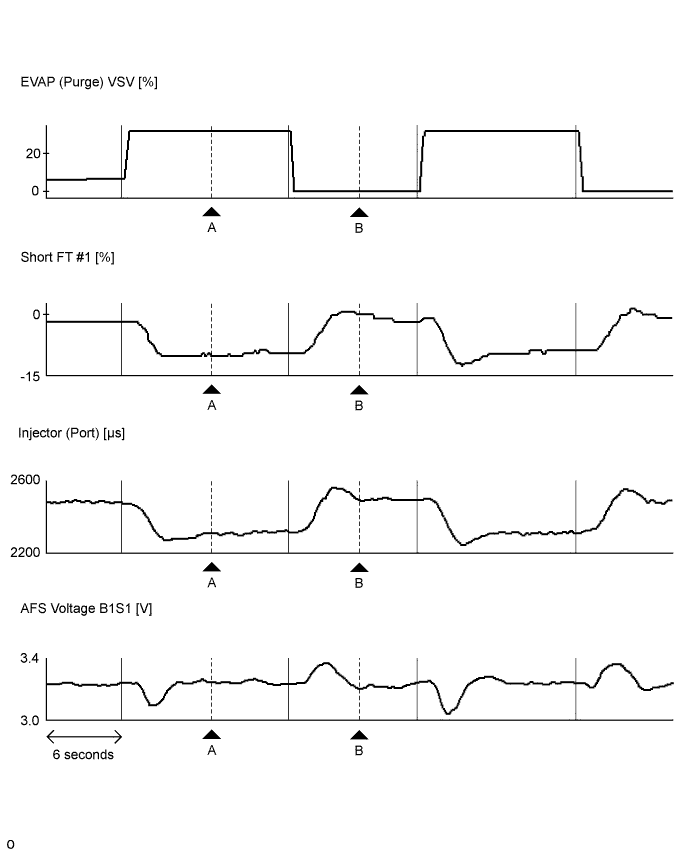 EVAP (Purge) VSV [%]
20
0
A B
Short FT #1 [%]
0
-15
A B
Injector (Port) [µs]
2600
2200
A B
AFS Voltage B1S1 [V]
3.4
3.0
6 seconds
A B
O